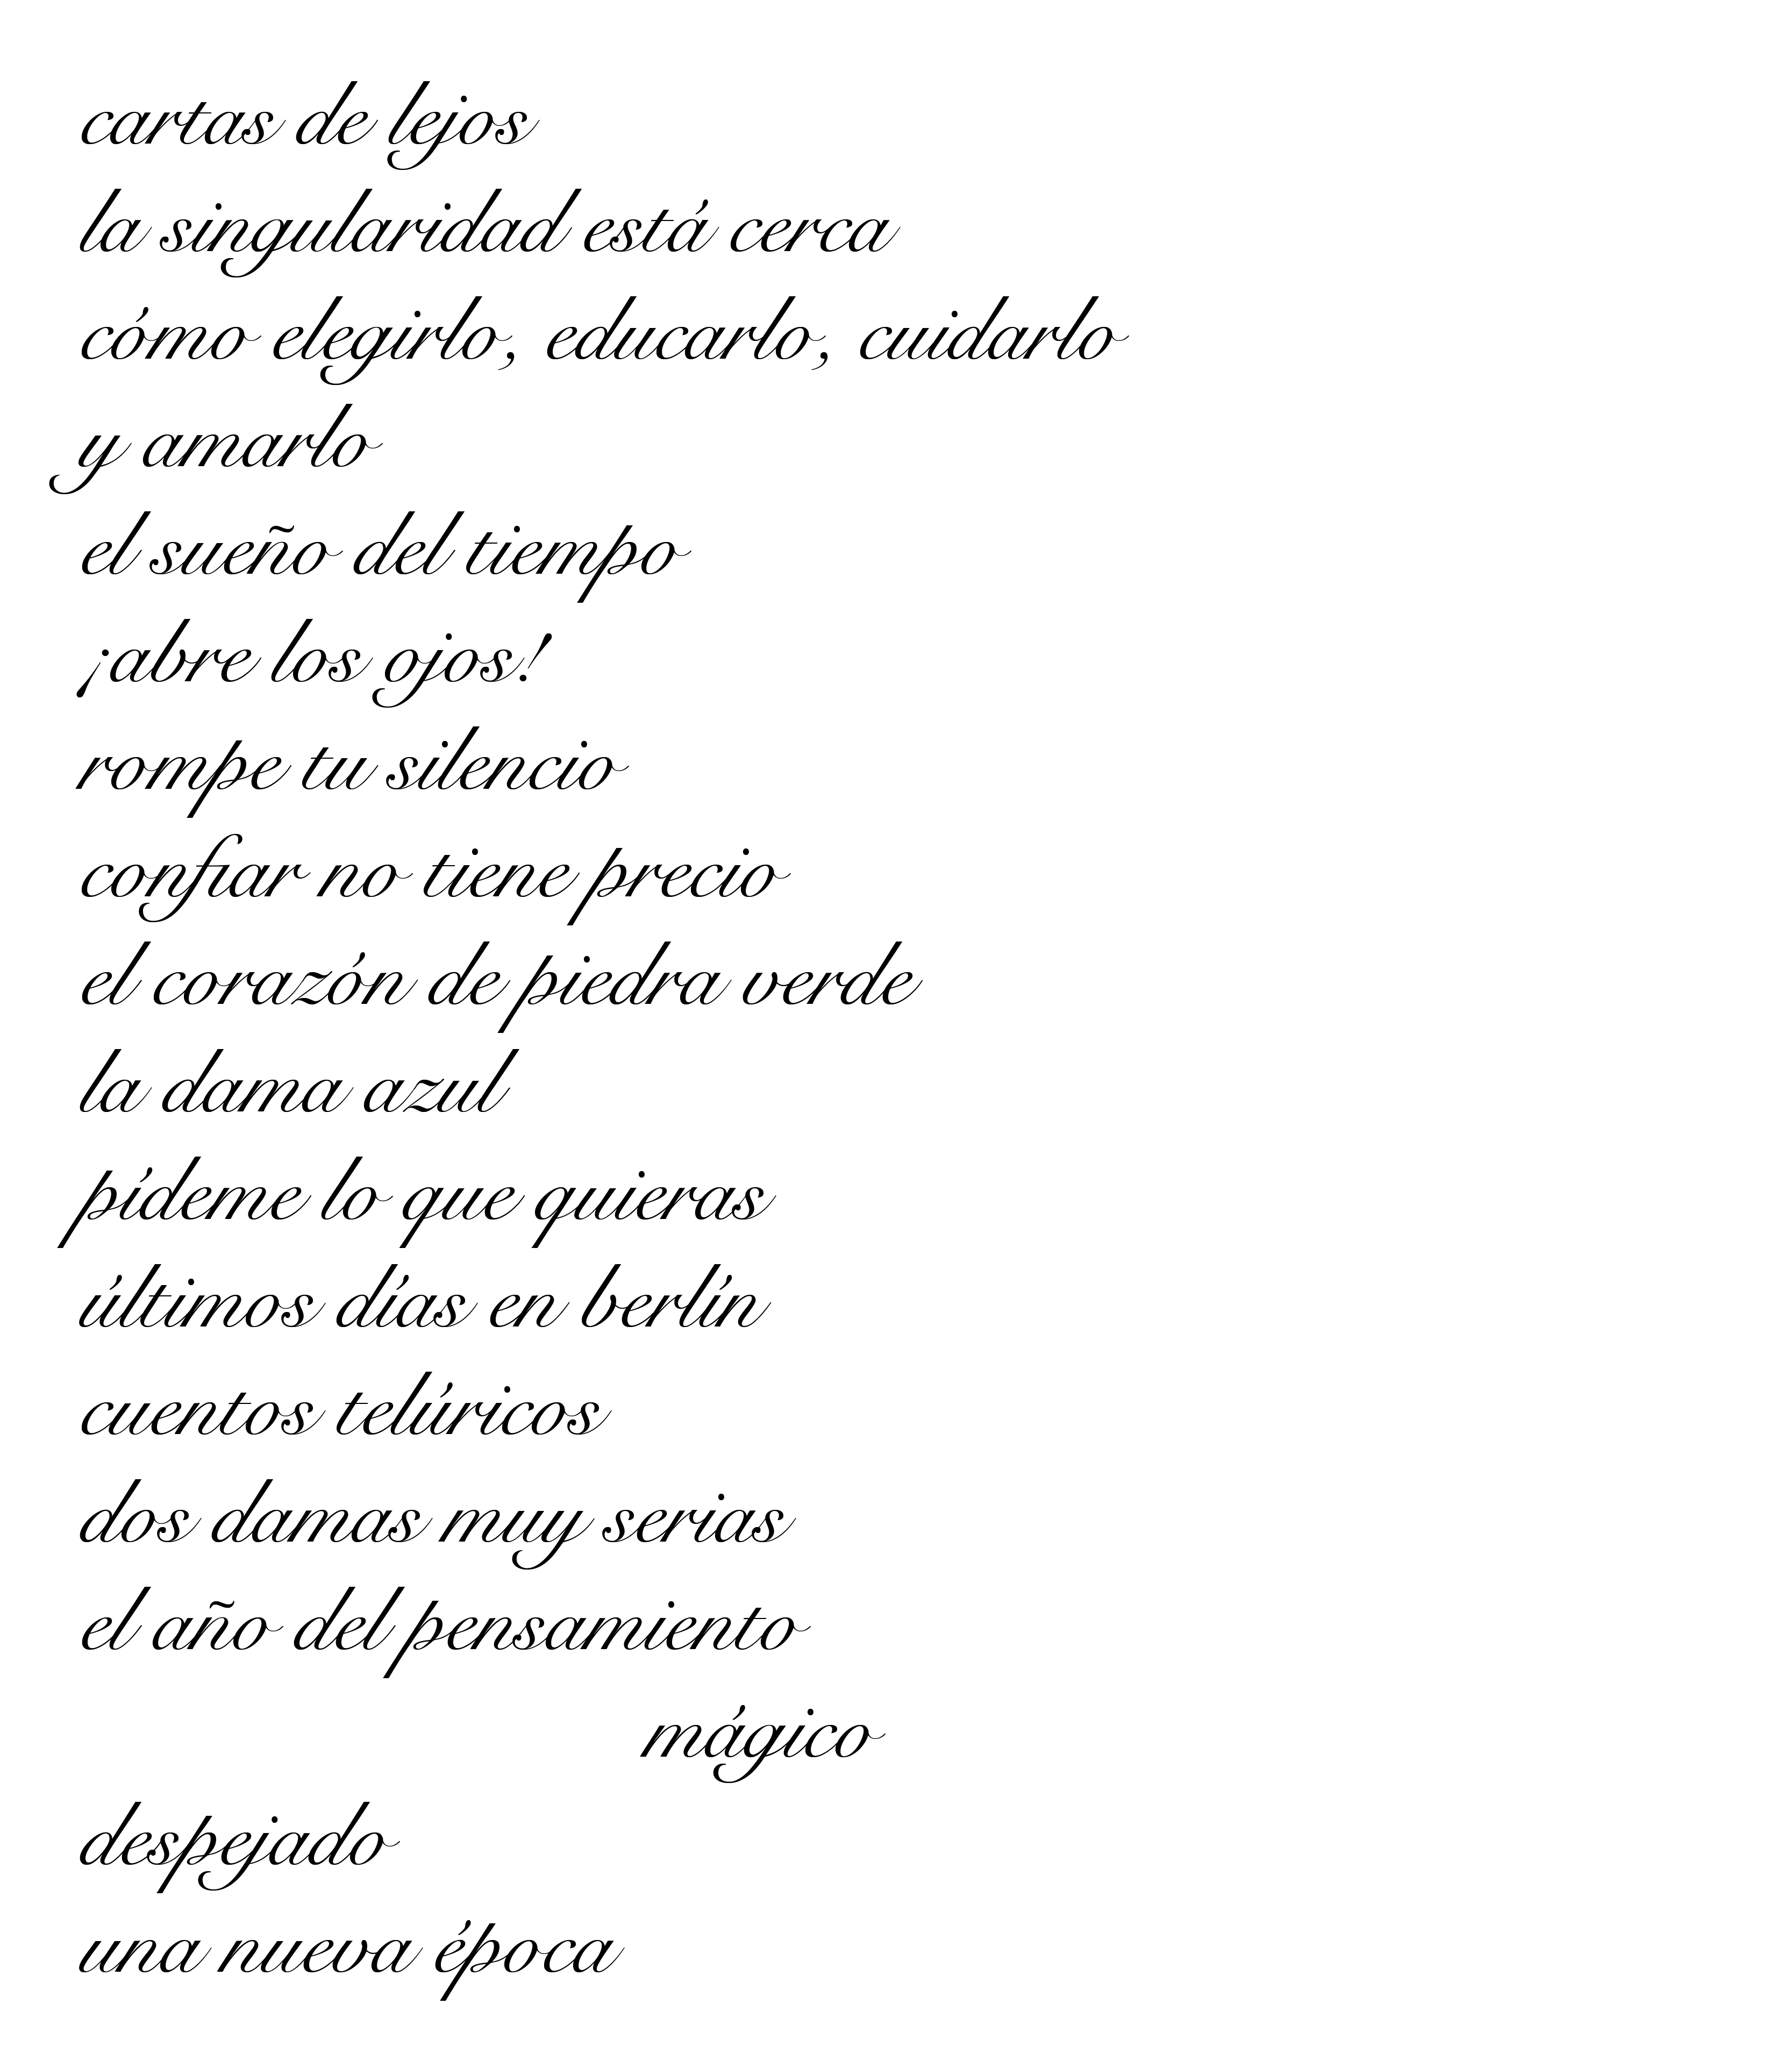 cartas de lejos
la singularidad está cerca
cómo elegirlo, educarlo, cuidarlo
y amarlo
el sueño del tiempo
¡abre los ojos!
rompe tu silencio
confiar no tiene precio
el corazón de piedra verde
la dama azul
pídeme lo que quieras
últimos días en berlín
cuentos telúricos
dos damas muy serias
el año del pensamiento
mágico
despejado
una nueva época